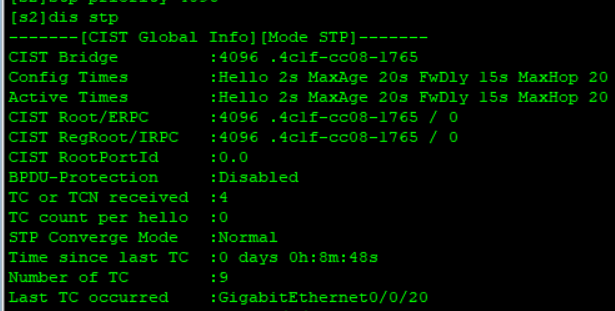 [s2]stp priority 4096
[s2]dis stp
-------[CIST Global Info][Mode STP]-------
CIST Bridge         :4096 .4c1f-cc08-1765
Config Times        :Hello 2s MaxAge 20s FwDly 15s MaxHop 20
Active Times        :Hello 2s MaxAge 20s FwDly 15s MaxHop 20
CIST Root/ERPC      :4096 .4c1f-cc08-1765 / 0
CIST RegRoot/IRPC   :4096 .4c1f-cc08-1765 / 0
CIST RootPortId     :0.0
BPDU-Protection     :Disabled
TC or TCN received  :4
TC count per hello  :0
STP Converge Mode   :Normal
Time since last TC  :0 days 0h:8m:48s
Number of TC        :9
Last TC occurred    :GigabitEthernet0/0/20